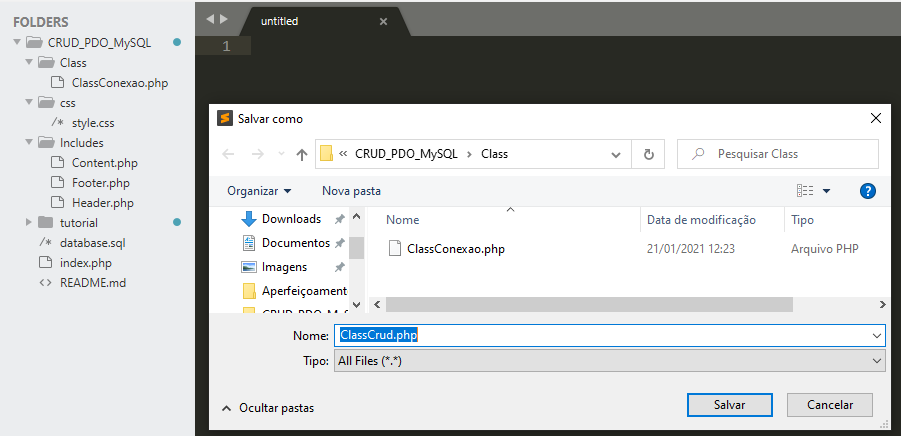 FOLDERS
CRUD_PDO_MySQL
Class
ClassConexao.php
css
/* style.css
Includes
Content.php
Footer.php
Header.php
tutorial
/* database.sql
index.php
<> README.md
untitled
1
Salvar como
« CRUD_PDO_MySQL > Class
Pesquisar Class
Organizar Nova pasta
Downloads
Documentos
Imagens
Aperfeiçoament
Nome Data de modificação Tipo
ClassConexao.php 21/01/2021 12:23 Arquivo PHP
Nome: ClassCrud.php
Tipo: All Files (*.*)
Ocultar pastas
Salvar Cancelar